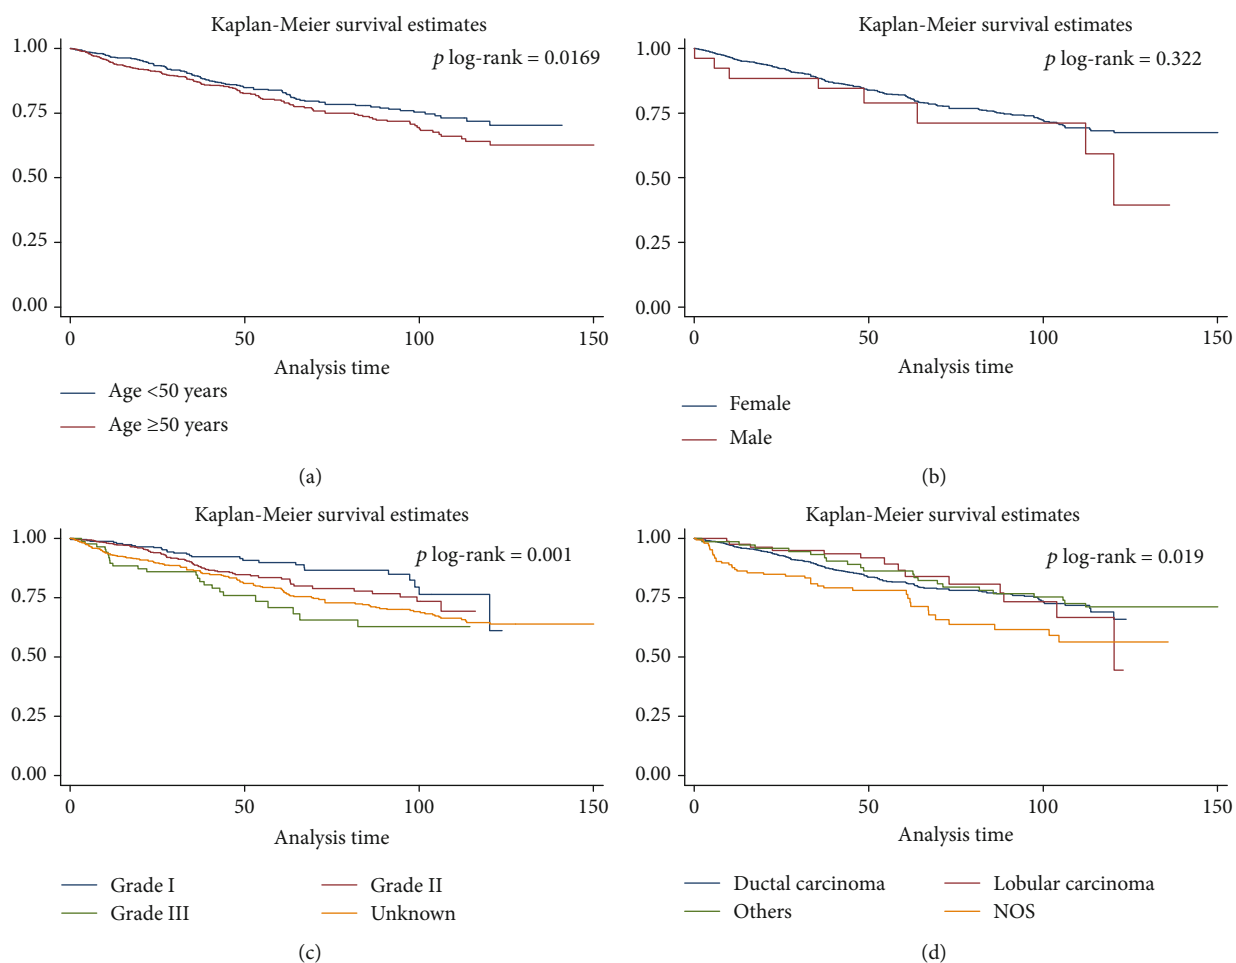 Kaplan-Meier survival estimates
p log-rank = 0.0169
1.00
0.75
0.50
0.25
0.00
0 50 100 150
Analysis time
Age <50 years
Age ≥50 years
(a)
Kaplan-Meier survival estimates
p log-rank = 0.322
1.00
0.75
0.50
0.25
0.00
0 50 100 150
Analysis time
Female
Male
(b)
Kaplan-Meier survival estimates
p log-rank = 0.001
1.00
0.75
0.50
0.25
0.00
0 50 100 150
Analysis time
Grade I Grade II
Grade III Unknown
(c)
Kaplan-Meier survival estimates
p log-rank = 0.019
1.00
0.75
0.50
0.25
0.00
0 50 100 150
Analysis time
Ductal carcinoma Lobular carcinoma
Others NOS
(d)